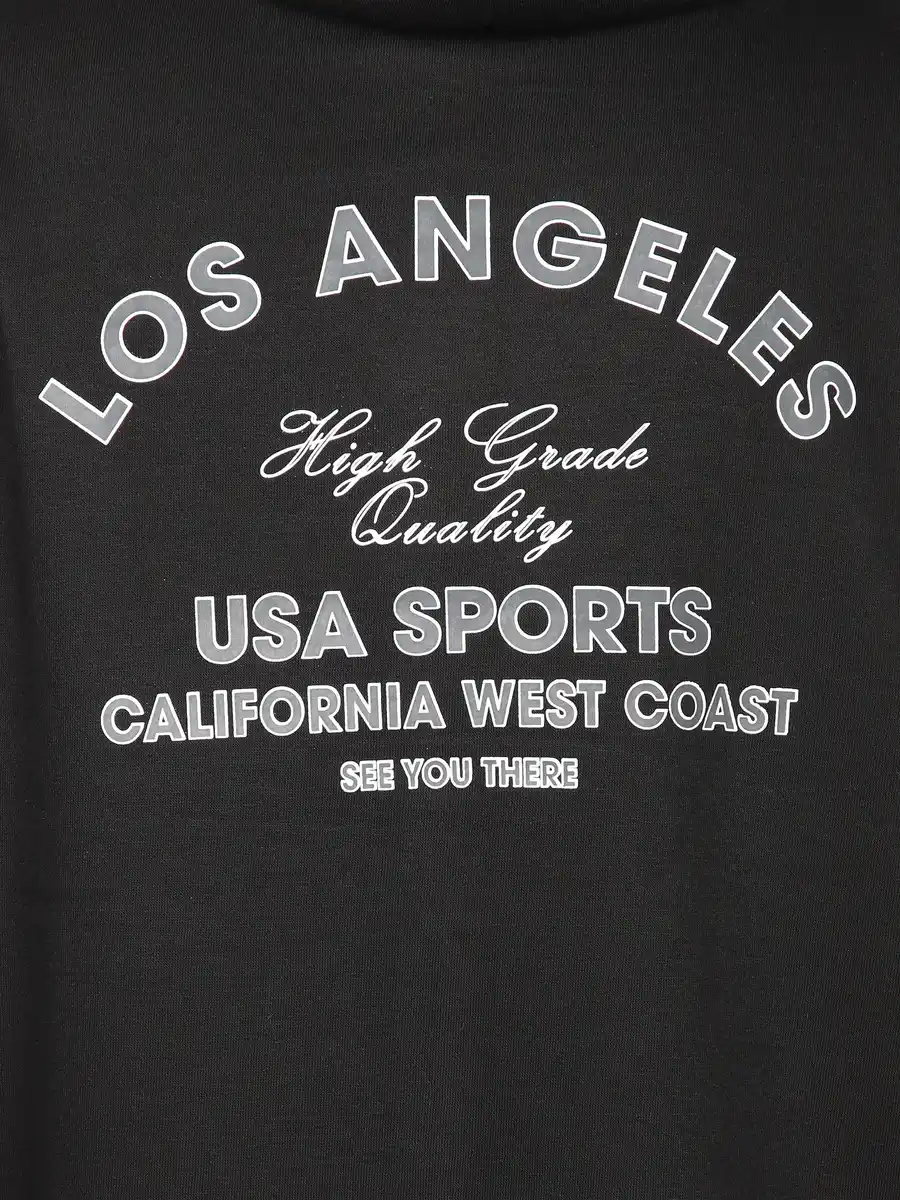 LOS ANGELES
High Grade
Quality
USA SPORTS
CALIFORNIA WEST COAST
SEE YOU THERE